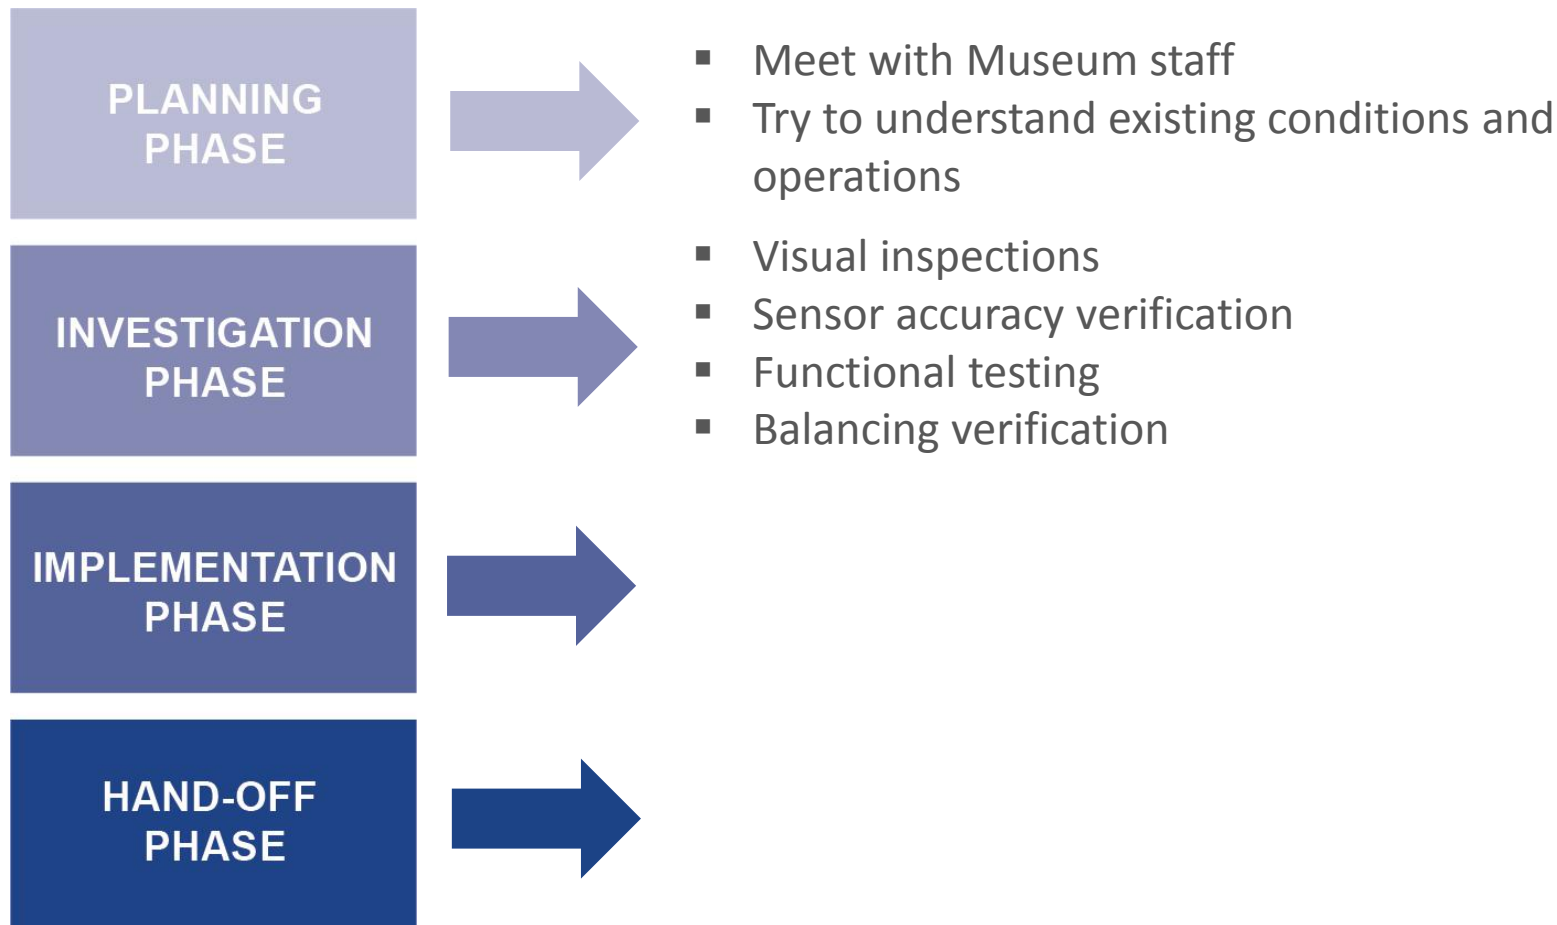 PLANNING
PHASE
▪ Meet with Museum staff
▪ Try to understand existing conditions and
operations
INVESTIGATION
PHASE
▪ Visual inspections
▪ Sensor accuracy verification
▪ Functional testing
▪ Balancing verification
IMPLEMENTATION
PHASE
HAND-OFF
PHASE